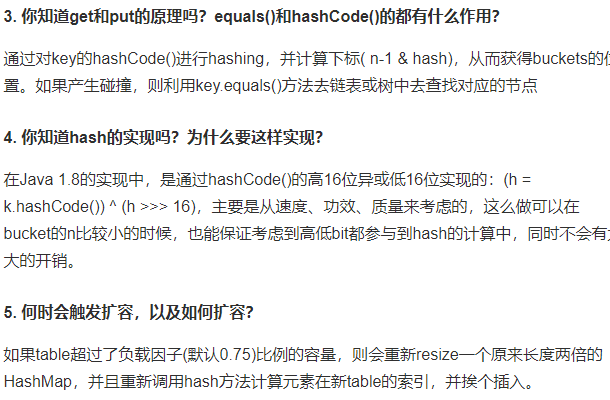 3. 你知道get和put的原理吗？equals()和hashCode()的都有什么作用？
通过对key的hashCode()进行hashing，并计算下标( n-1 & hash)，从而获得buckets的
置。如果产生碰撞，则利用key.equals()方法去链表或树中去查找对应的节点
4. 你知道hash的实现吗？为什么要这样实现？
在Java 1.8的实现中，是通过hashCode()的高16位异或低16位实现的：(h =
k.hashCode()) ^ (h >>> 16)，主要是从速度、功效、质量来考虑的，这么做可以在
bucket的n比较小的时候，也能保证考虑到高低bit都参与到hash的计算中，同时不会有
大的开销。
5. 何时会触发扩容，以及如何扩容？
如果table超过了负载因子(默认0.75)比例的容量，则会重新resize一个原来长度两倍的
HashMap，并且重新调用hash方法计算元素在新table的索引，并挨个插入。